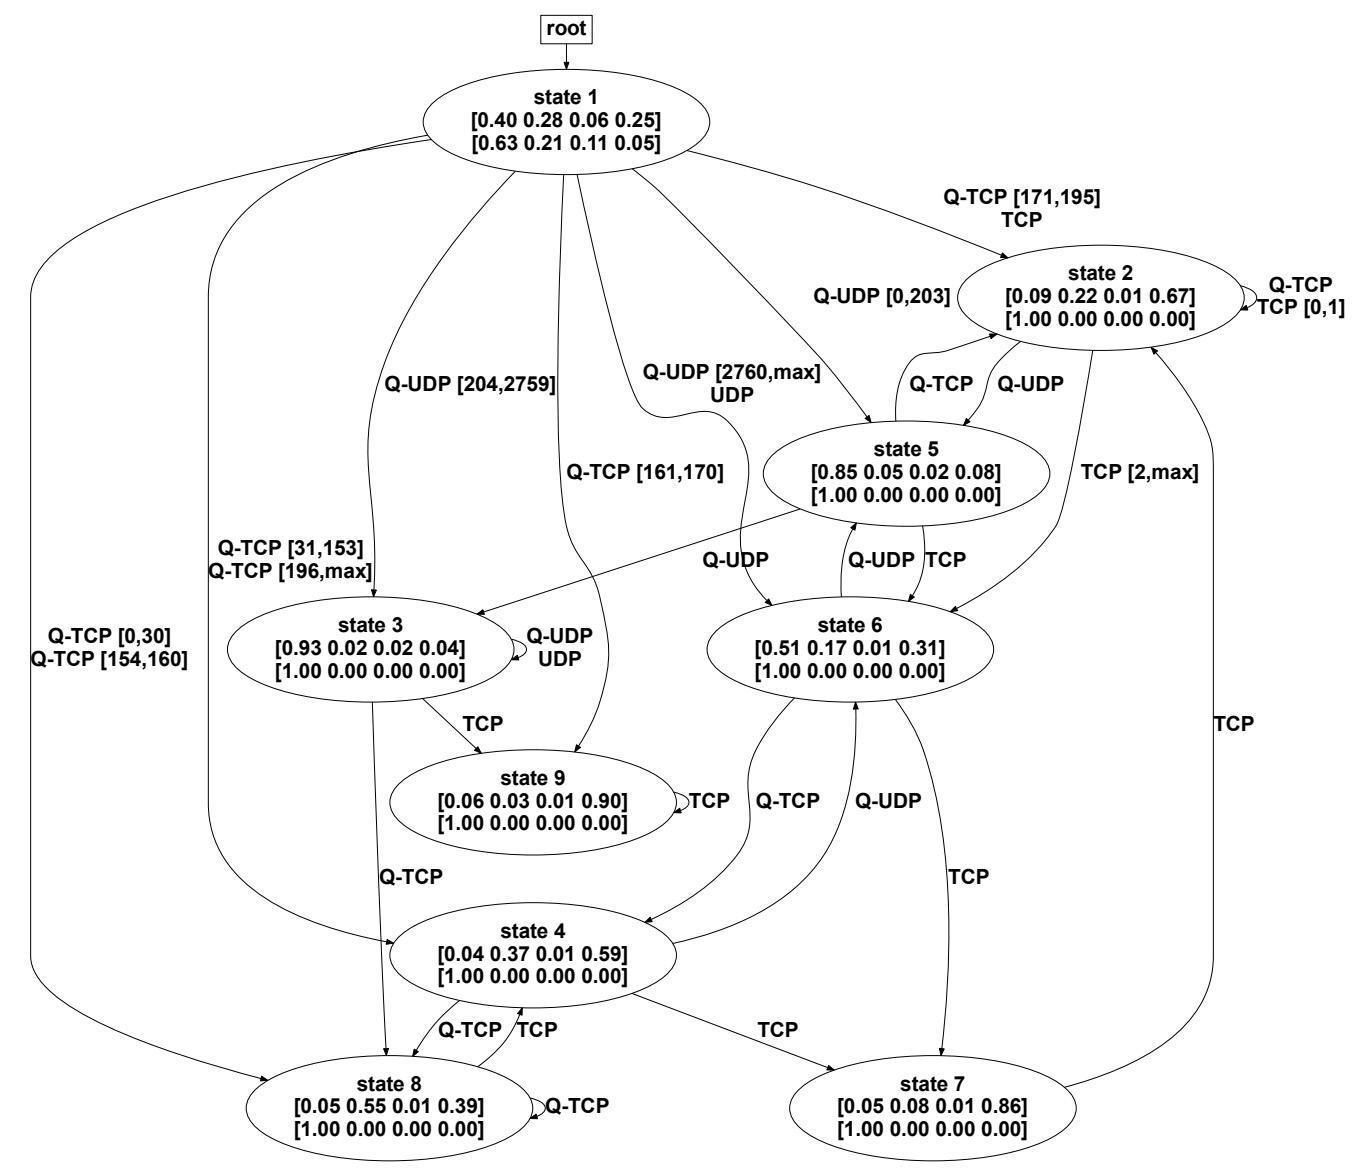 root
state 1
[0.40 0.28 0.06 0.25]
[0.63 0.21 0.11 0.05]
Q-TCP [171,195]
TCP
state 2
[0.09 0.22 0.01 0.67]
[1.00 0.00 0.00 0.00]
Q-TCP
TCP [0,1]
Q-UDP [0,203]
Q-UDP [204,2759]
Q-UDP [2760,max]
UDP
Q-TCP
Q-UDP
state 5
[0.85 0.05 0.02 0.08]
[1.00 0.00 0.00 0.00]
Q-TCP [161,170]
TCP [2,max]
Q-TCP [31,153]
Q-TCP [196,max]
Q-UDP
Q-UDP
TCP
Q-TCP [0,30]
Q-TCP [154,160]
state 3
[0.93 0.02 0.02 0.04]
[1.00 0.00 0.00 0.00]
Q-UDP
UDP
state 6
[0.51 0.17 0.01 0.31]
[1.00 0.00 0.00 0.00]
TCP
TCP
state 9
[0.06 0.03 0.01 0.90]
[1.00 0.00 0.00 0.00]
TCP
Q-TCP
Q-UDP
Q-TCP
TCP
state 4
[0.04 0.37 0.01 0.59]
[1.00 0.00 0.00 0.00]
Q-TCP
TCP
TCP
state 8
[0.05 0.55 0.01 0.39]
[1.00 0.00 0.00 0.00]
Q-TCP
state 7
[0.05 0.08 0.01 0.86]
[1.00 0.00 0.00 0.00]